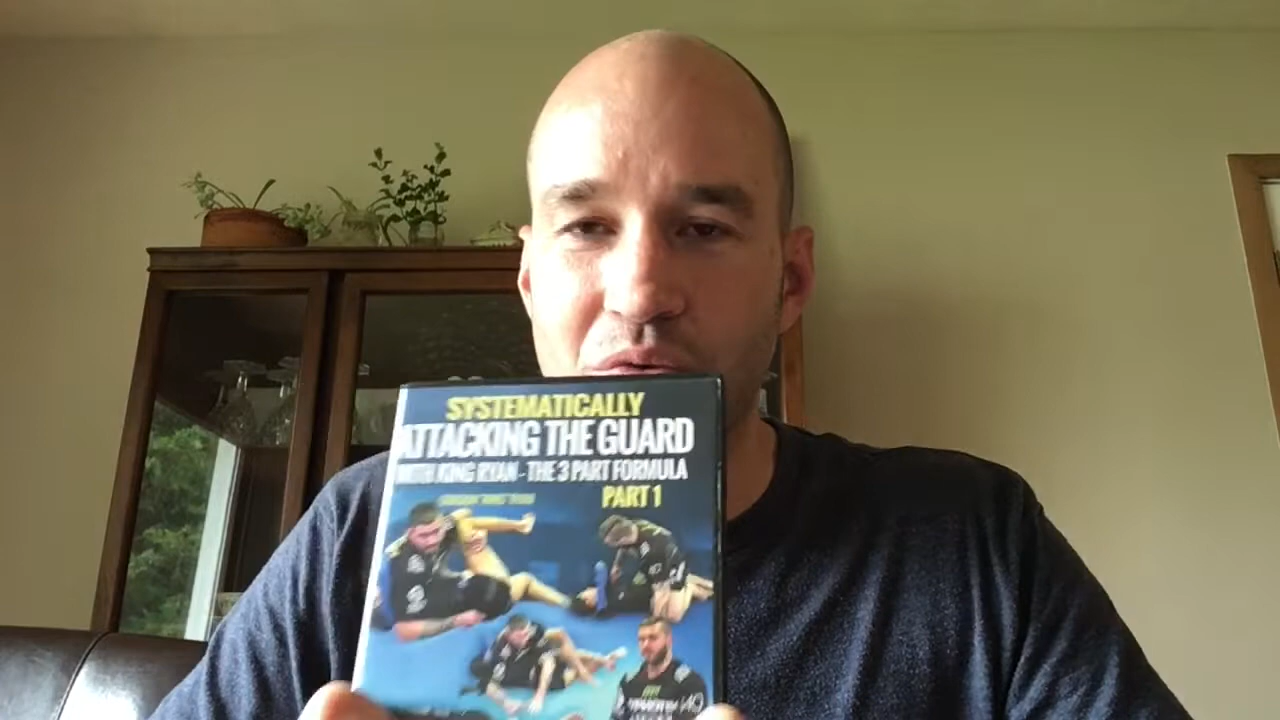 SYSTEMATICALLY
ATTACKING THE GUARD
WITH KING RYAN - THE 3 PART FORMULA
PART 1